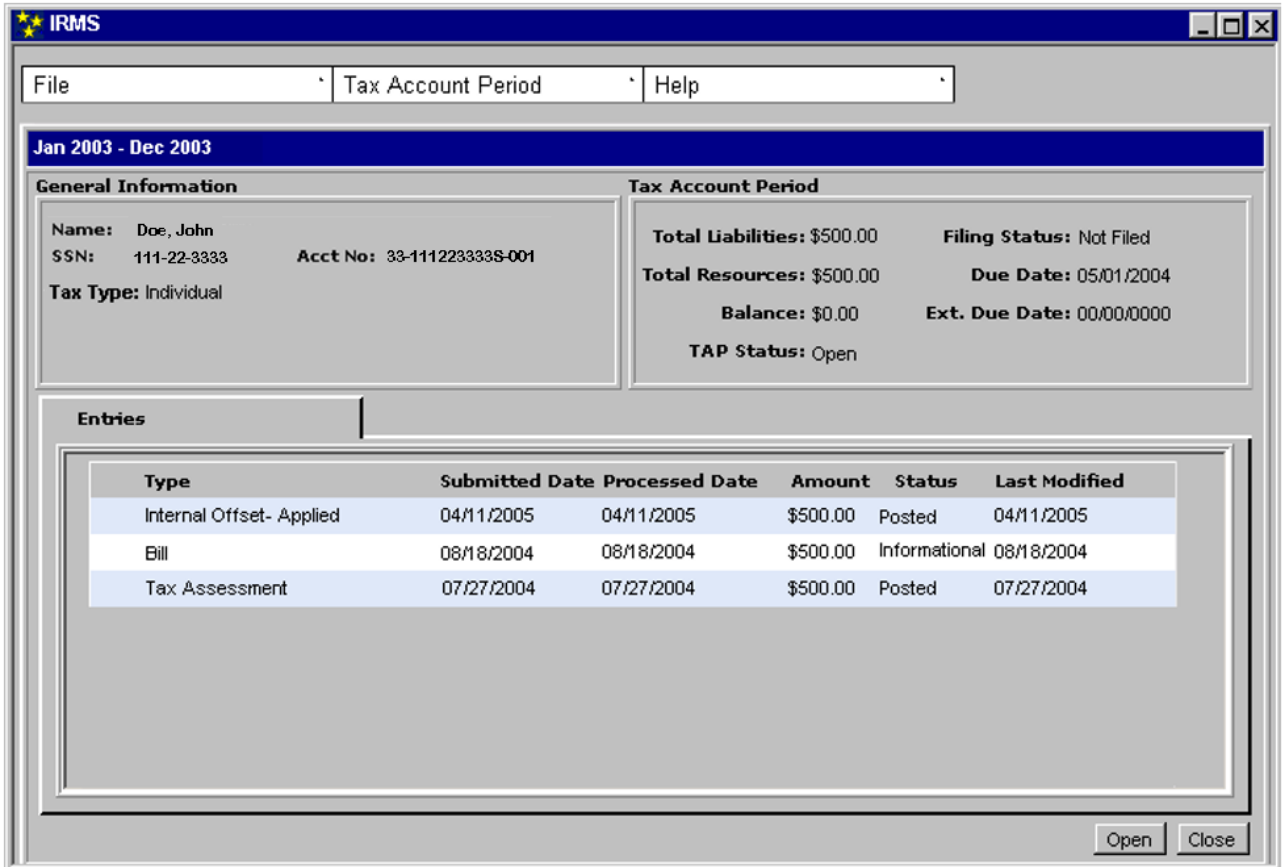 IRMS
File Tax Account Period Help
Jan 2003 - Dec 2003
General Information
Name: Doe, John
SSN: 111-22-3333 Acct No: 33-111223333S-001
Tax Type: Individual
Tax Account Period
Total Liabilities: $500.00 Filing Status: Not Filed
Total Resources: $500.00 Due Date: 05/01/2004
Balance: $0.00 Ext. Due Date: 00/00/0000
TAP Status: Open
Entries
Type Submitted Date Processed Date Amount Status Last Modified
Internal Offset- Applied 04/11/2005 04/11/2005 $500.00 Posted 04/11/2005
Bill 08/18/2004 08/18/2004 $500.00 Informational 08/18/2004
Tax Assessment 07/27/2004 07/27/2004 $500.00 Posted 07/27/2004
Open Close